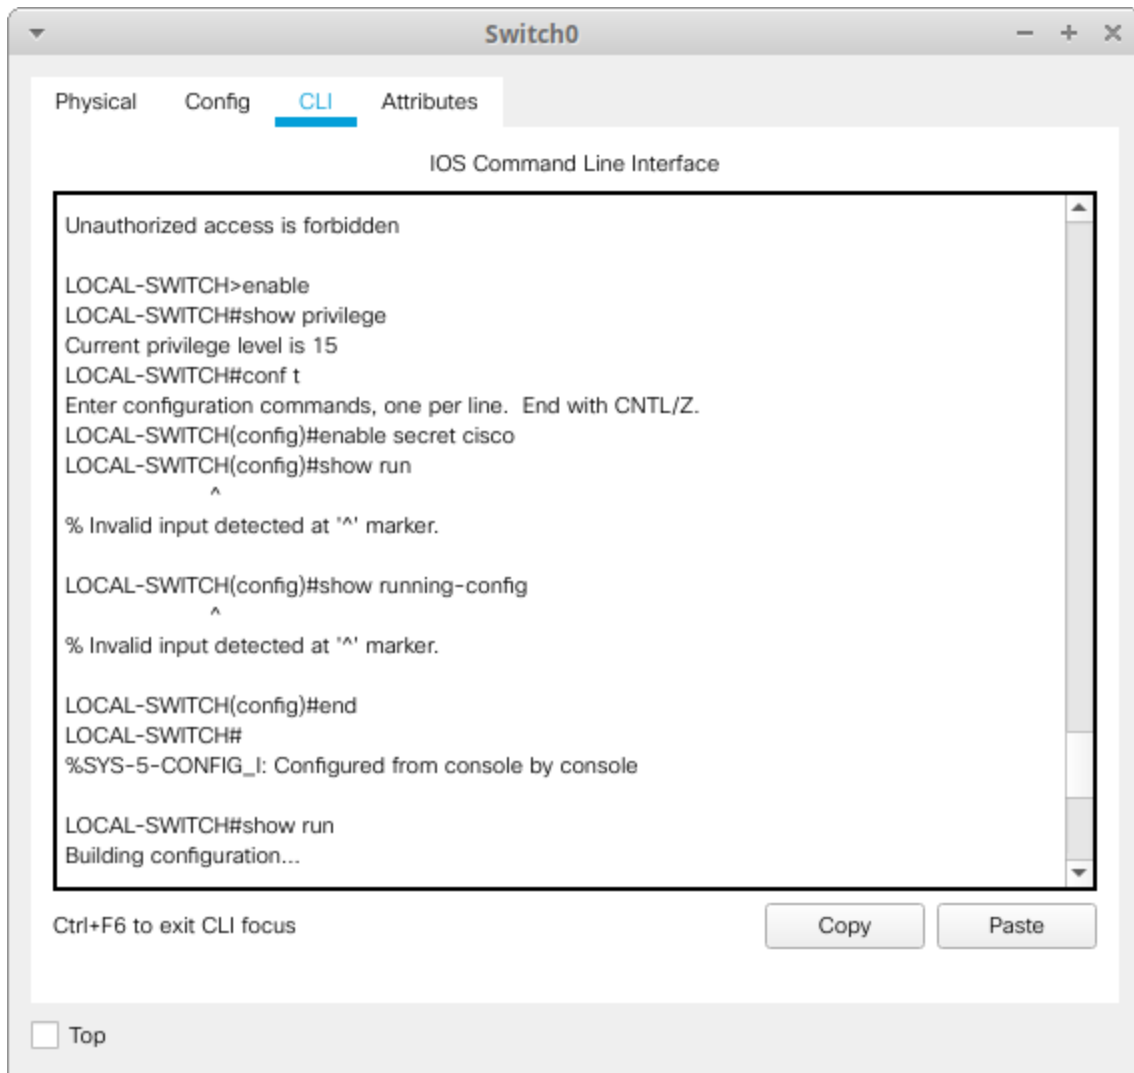 Switch0
Physical Config CLI Attributes
IOS Command Line Interface
Unauthorized access is forbidden
LOCAL-SWITCH>enable
LOCAL-SWITCH#show privilege
Current privilege level is 15
LOCAL-SWITCH#conf t
Enter configuration commands, one per line.  End with CNTL/Z.
LOCAL-SWITCH(config)#enable secret cisco
LOCAL-SWITCH(config)#show run
^
% Invalid input detected at '^' marker.
LOCAL-SWITCH(config)#show running-config
^
% Invalid input detected at '^' marker.
LOCAL-SWITCH(config)#end
LOCAL-SWITCH#
%SYS-5-CONFIG_I: Configured from console by console
LOCAL-SWITCH#show run
Building configuration...
Ctrl+F6 to exit CLI focus Copy Paste
Top